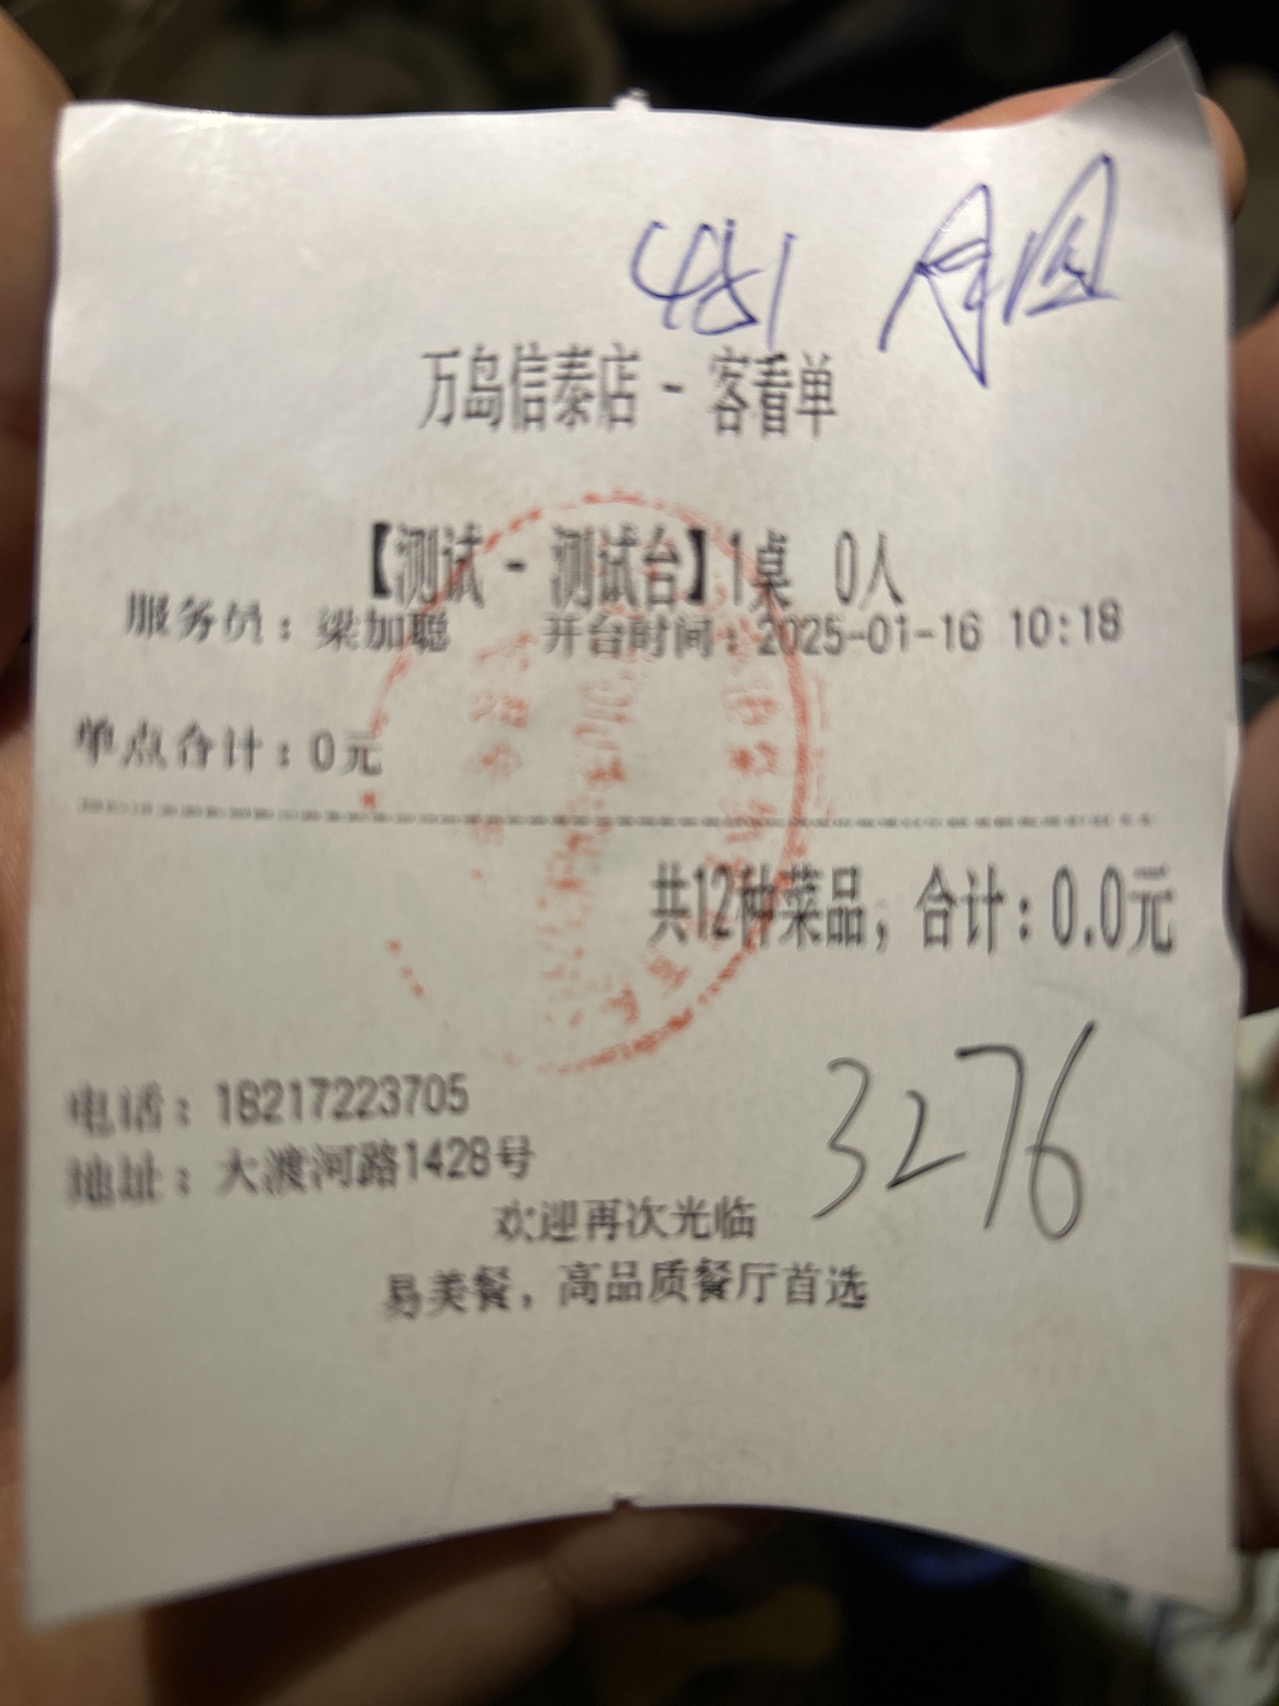 481
万岛信泰店 - 客看单
【测试 - 测试台】1桌 0人
服务员：梁加聪 开台时间：2025-01-16 10:18
单点合计：0元
共12种菜品，合计：0.0元
3276
电话：18217223705
地址：大渡河路1428号
欢迎再次光临
易美餐，高品质餐厅首选